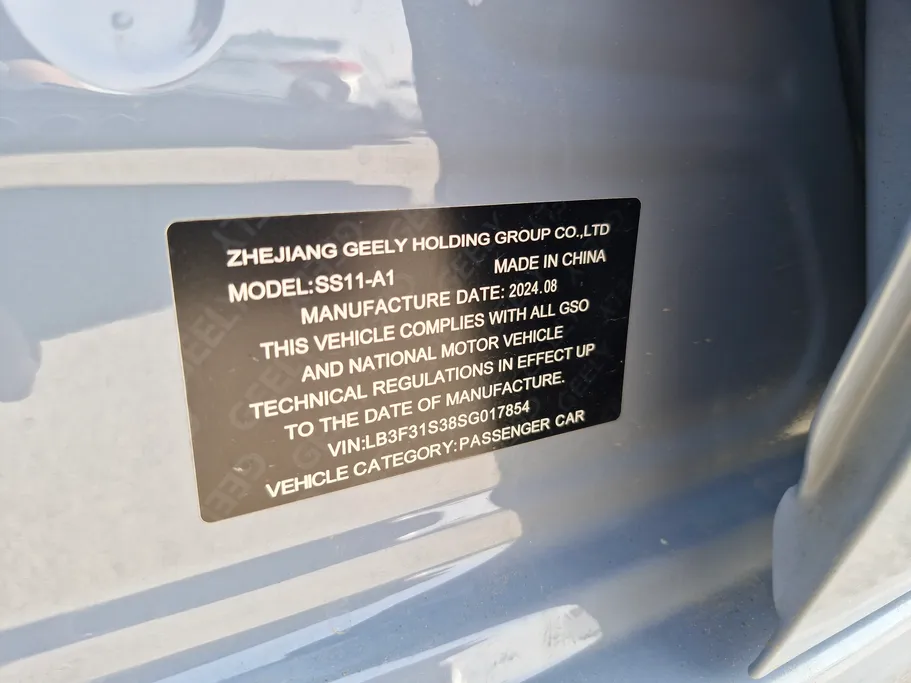 ZHEJIANG GEELY HOLDING GROUP CO.,LTD
MODEL:SS11-A1 MADE IN CHINA
MANUFACTURE DATE: 2024.08
THIS VEHICLE COMPLIES WITH ALL GSO
AND NATIONAL MOTOR VEHICLE
TECHNICAL REGULATIONS IN EFFECT UP
TO THE DATE OF MANUFACTURE.
VIN:LB3F31S38SG017854
VEHICLE CATEGORY:PASSENGER CAR